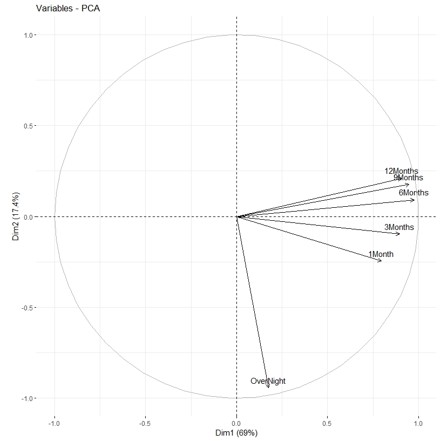 Variables - PCA
1.0
0.5
0.0
-0.5
-1.0
Dim2 (17.4%)
12Months
9Months
6Months
3Months
1Month
OverNight
-1.0 -0.5 0.0 0.5 1.0
Dim1 (69%)